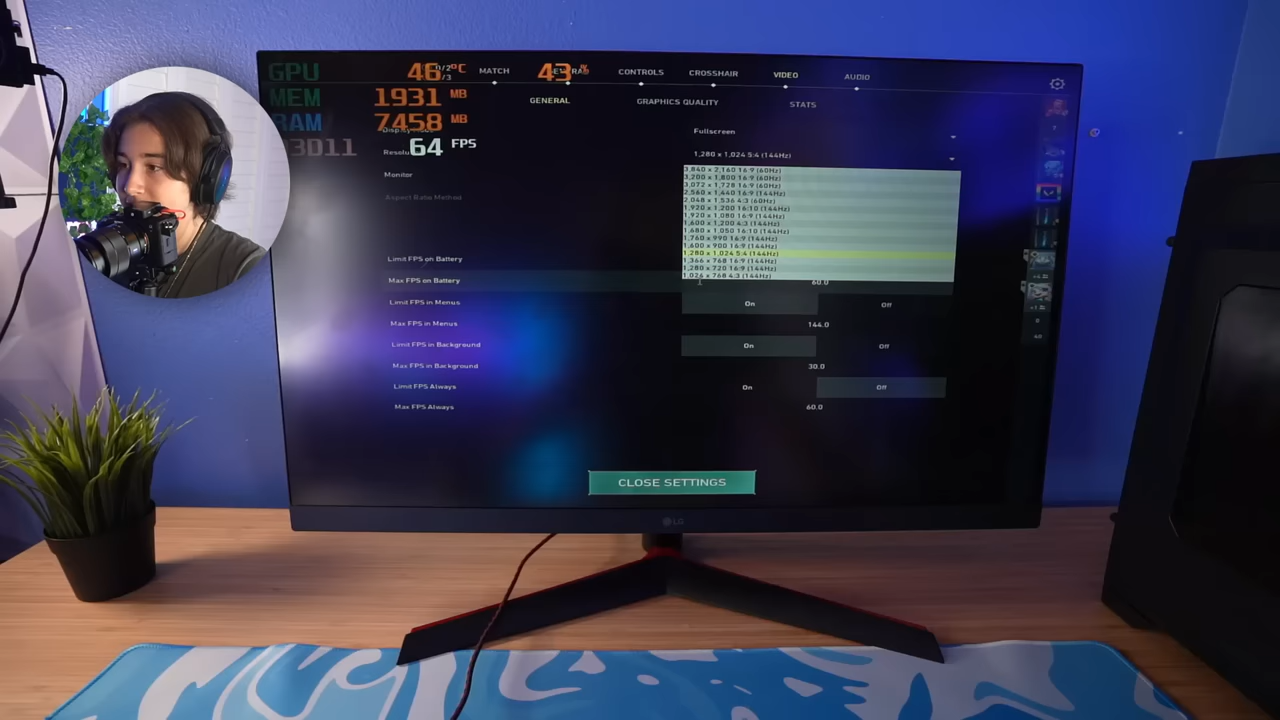 GPU 46 °C 43 %
MATCH CONTROLS CROSSHAIR VIDEO AUDIO
MEM 1931 MB
GENERAL GRAPHICS QUALITY STATS
RAM 7458 MB
Fullscreen
D3D11 64 FPS
1,280 x 1,024 5:4 (144Hz)
Monitor
3,840 x 2,160 16:9 (60Hz)
3,200 x 1,800 16:9 (60Hz)
3,072 x 1,728 16:9 (60Hz)
2,560 x 1,440 16:9 (144Hz)
Aspect Ratio Method
2,048 x 1,536 4:3 (60Hz)
1,920 x 1,200 16:10 (144Hz)
1,920 x 1,080 16:9 (144Hz)
1,600 x 1,200 4:3 (144Hz)
1,680 x 1,050 16:10 (144Hz)
1,760 x 990 16:9 (144Hz)
1,600 x 900 16:9 (144Hz)
1,280 x 1,024 5:4 (144Hz)
Limit FPS on Battery
1,366 x 768 16:9 (144Hz)
1,280 x 720 16:9 (144Hz)
Max FPS on Battery 60.0
Limit FPS in Menus On Off
Max FPS in Menus 144.0
Limit FPS in Background On Off
Max FPS in Background 30.0
Limit FPS Always On Off
Max FPS Always 60.0
CLOSE SETTINGS
LG